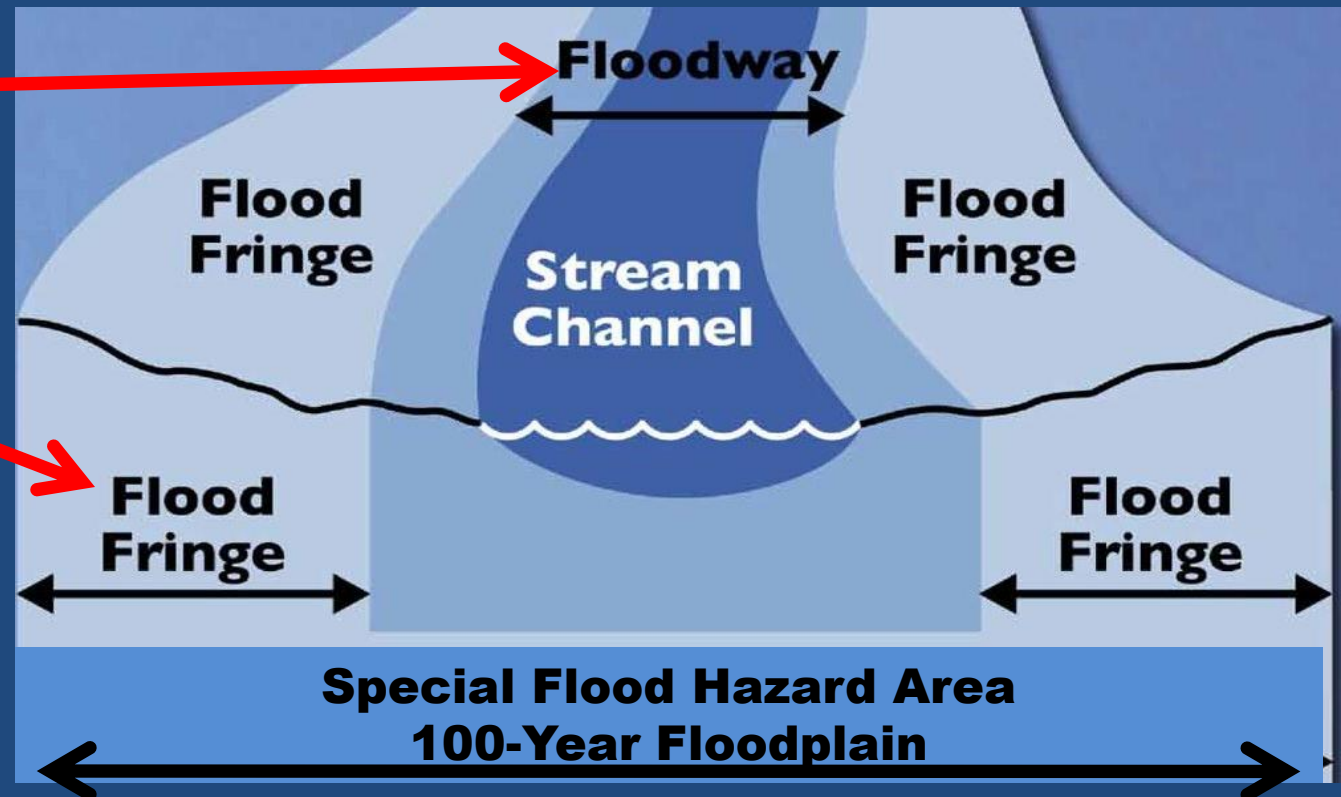 Floodway
Flood
Fringe
Flood
Fringe
Stream
Channel
Flood
Fringe
Flood
Fringe
Special Flood Hazard Area
100-Year Floodplain